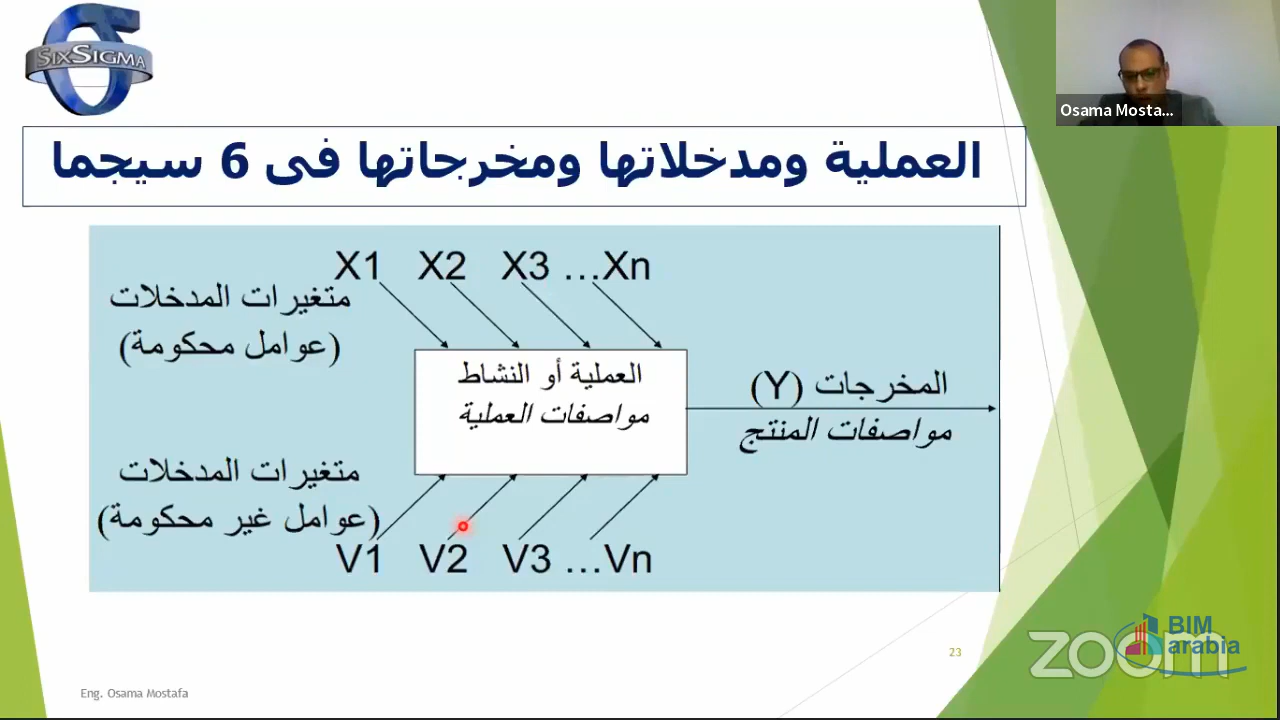 SIXSIGMA
Osama Mosta...
العملية ومدخلاتها ومخرجاتها فى 6 سيجما
X1 X2 X3 ...Xn
متغيرات المدخلات
(عوامل محكومة)
العملية أو النشاط
مواصفات العملية
المخرجات (Y)
مواصفات المنتج
متغيرات المدخلات
(عوامل غير محكومة)
V1 V2 V3 ...Vn
23
zoom
BIM
arabia
Eng. Osama Mostafa